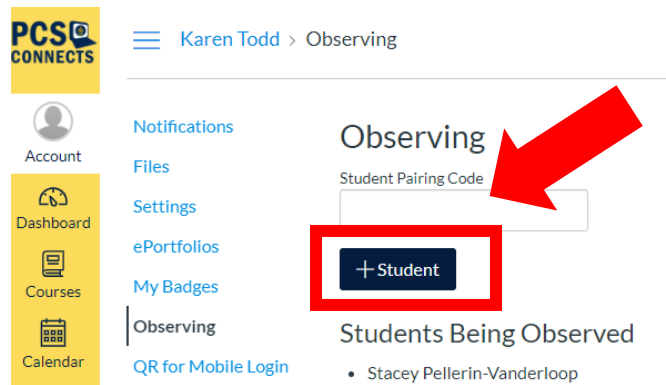 PCS
CONNECTS
Karen Todd > Observing
Account
Dashboard
Courses
Calendar
Notifications
Files
Settings
ePortfolios
My Badges
Observing
QR for Mobile Login
Observing
Student Pairing Code
+ Student
Students Being Observed
• Stacey Pellerin-Vanderloop